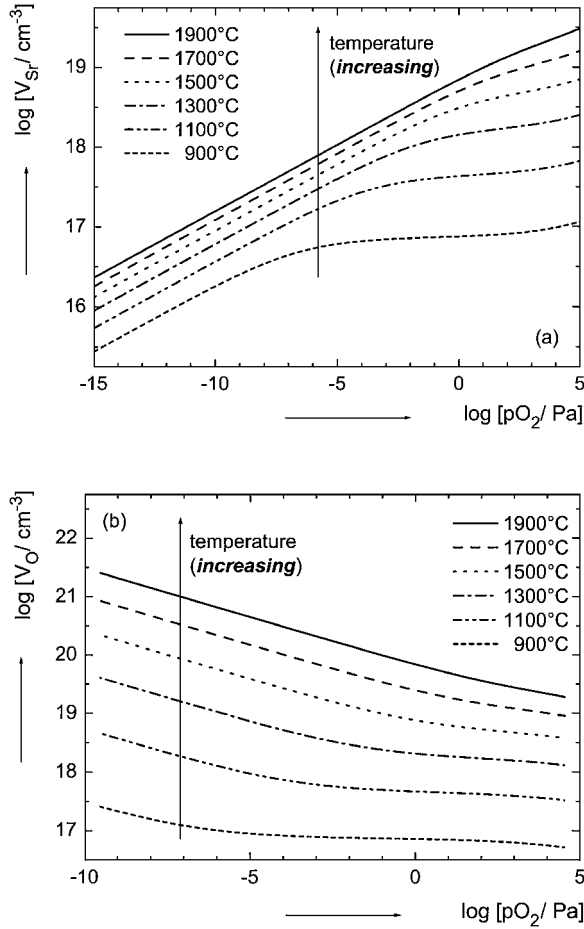 log [V_Sr/ cm^-3]
19
18
17
16
1900°C
1700°C
1500°C
1300°C
1100°C
900°C
temperature
(increasing)
(a)
-15
-10
-5
0
5
log [pO_2/ Pa]
log [V_O/ cm^-3]
22
21
20
19
18
17
(b)
temperature
(increasing)
1900°C
1700°C
1500°C
1300°C
1100°C
900°C
-10
-5
0
5
log [pO_2/ Pa]